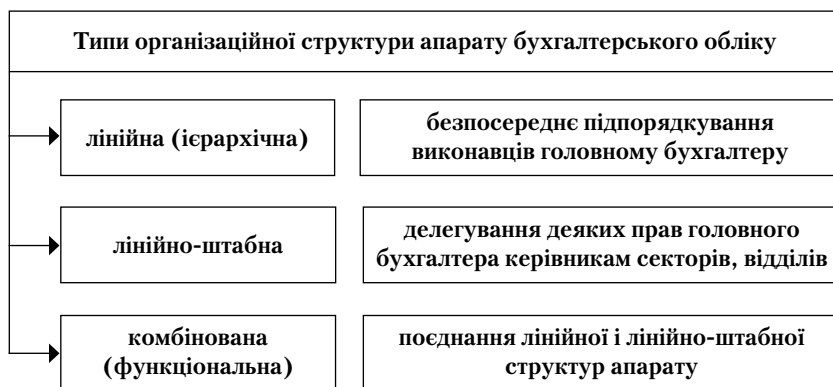 Типи організаційної структури апарату бухгалтерського обліку
лінійна (ієрархічна)
безпосереднє підпорядкування
виконавців головному бухгалтеру
лінійно-штабна
делегування деяких прав головного
бухгалтера керівникам секторів, відділів
комбінована
(функціональна)
поєднання лінійної і лінійно-штабної
структур апарату